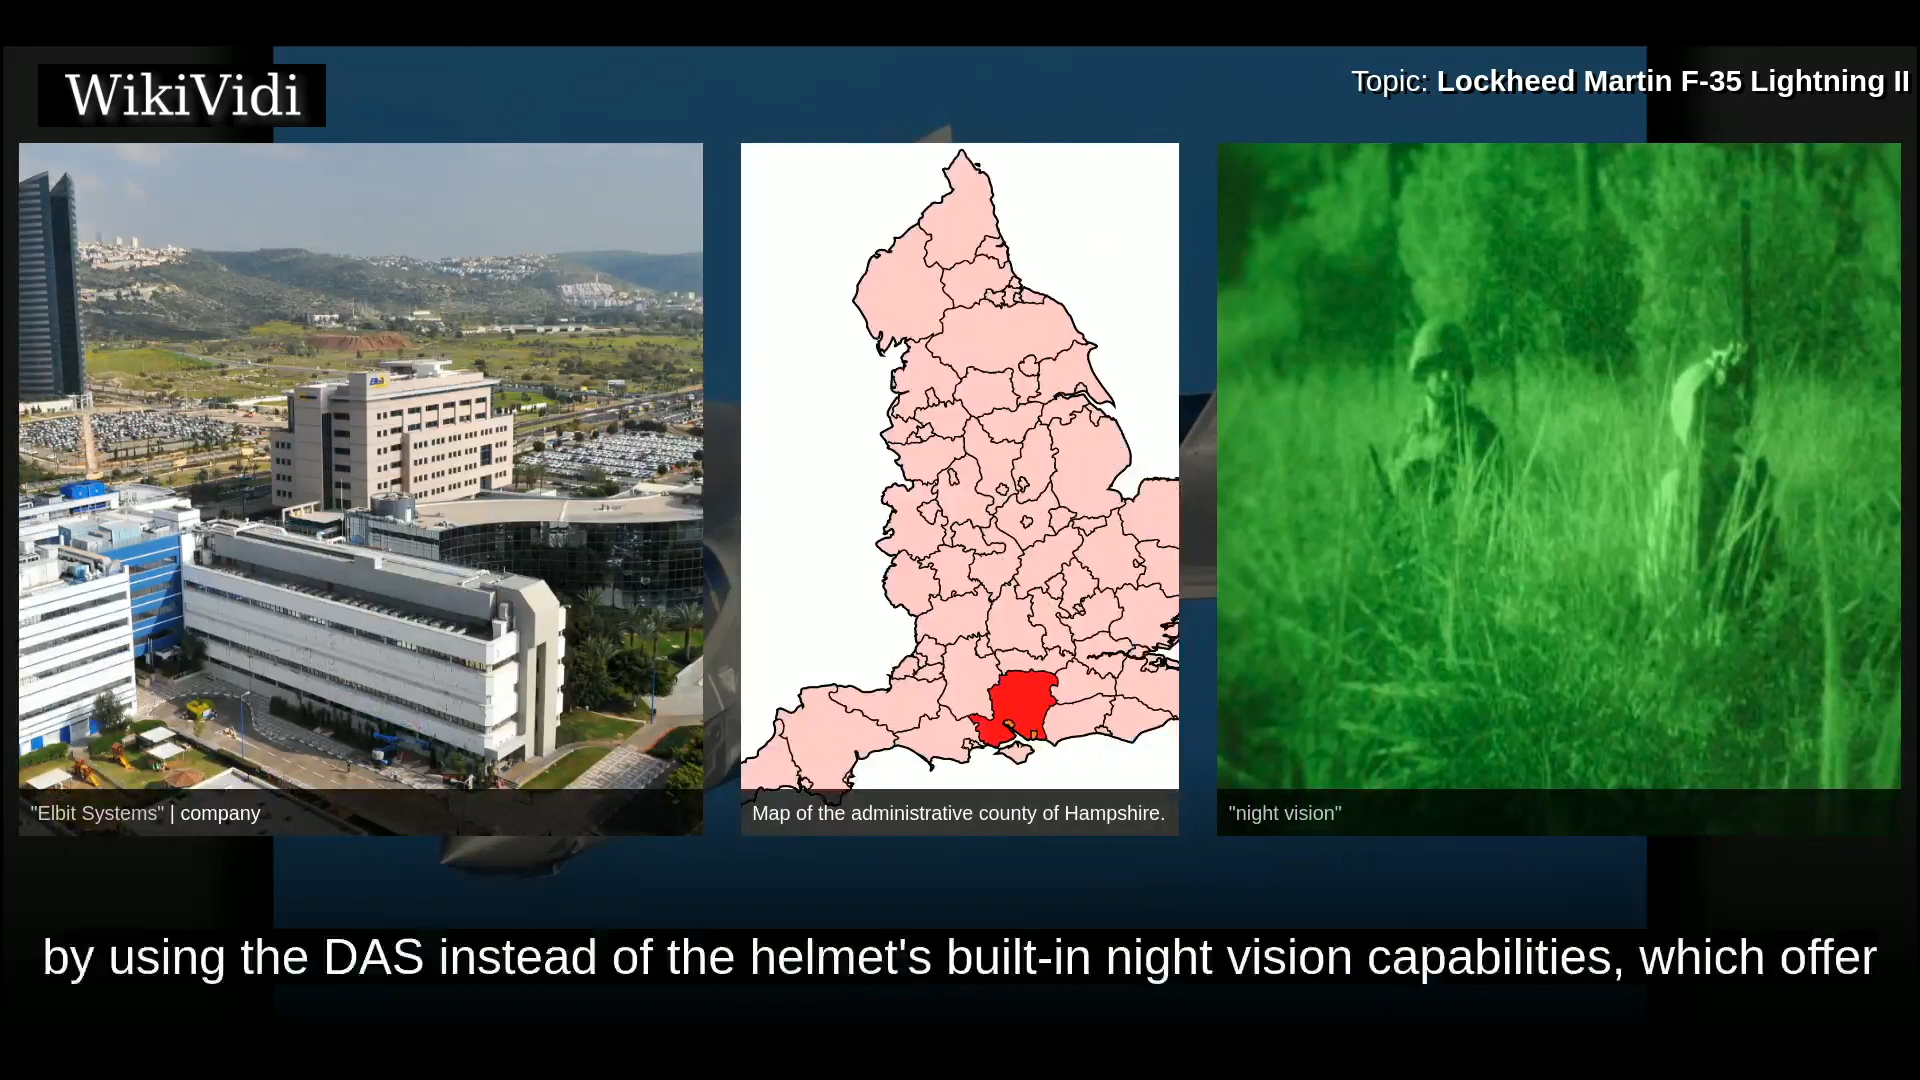 WikiVidi
Topic: Lockheed Martin F-35 Lightning II
"Elbit Systems" | company
Map of the administrative county of Hampshire.
"night vision"
by using the DAS instead of the helmet's built-in night vision capabilities, which offer